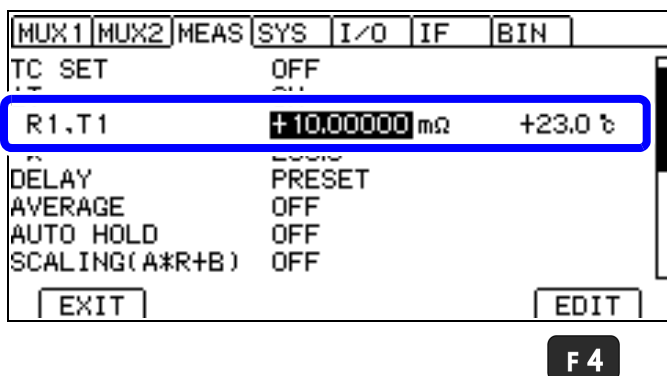 MUX1 MUX2 MEAS SYS I/O IF BIN
TC SET OFF
R1,T1 +10.00000 mΩ +23.0 ℃
DELAY PRESET
AVERAGE OFF
AUTO HOLD OFF
SCALING(A*R+B) OFF
EXIT EDIT
F4